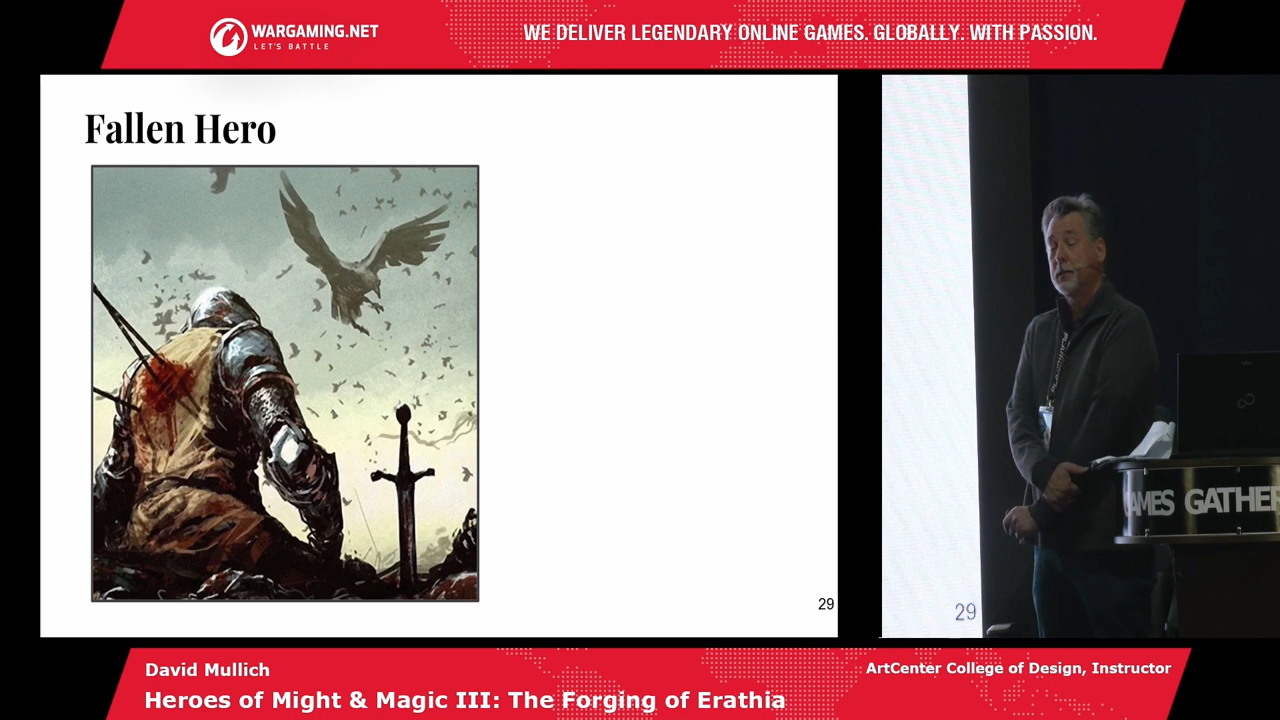 WARGAMING.NET
LET'S BATTLE
WE DELIVER LEGENDARY ONLINE GAMES. GLOBALLY. WITH PASSION.
Fallen Hero
29
29
AMES GATHER
David Mullich
ArtCenter College of Design, Instructor
Heroes of Might & Magic III: The Forging of Erathia